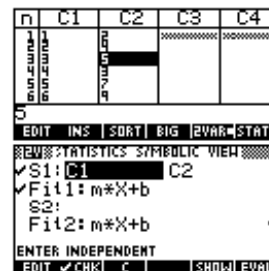 n C1 C2 C3 C4
1 1 2
2 2
3 3 5
4 4 3
5 5 7
6 6 9
5
EDIT INS SORT BIG 2VAR STAT
2V STATISTICS SYMBOLIC VIEW
✓S1: C1 C2
✓Fit1: m*X+b
S2:
Fit2: m*X+b
ENTER INDEPENDENT
EDIT ✓CHK C SHOW EVAL